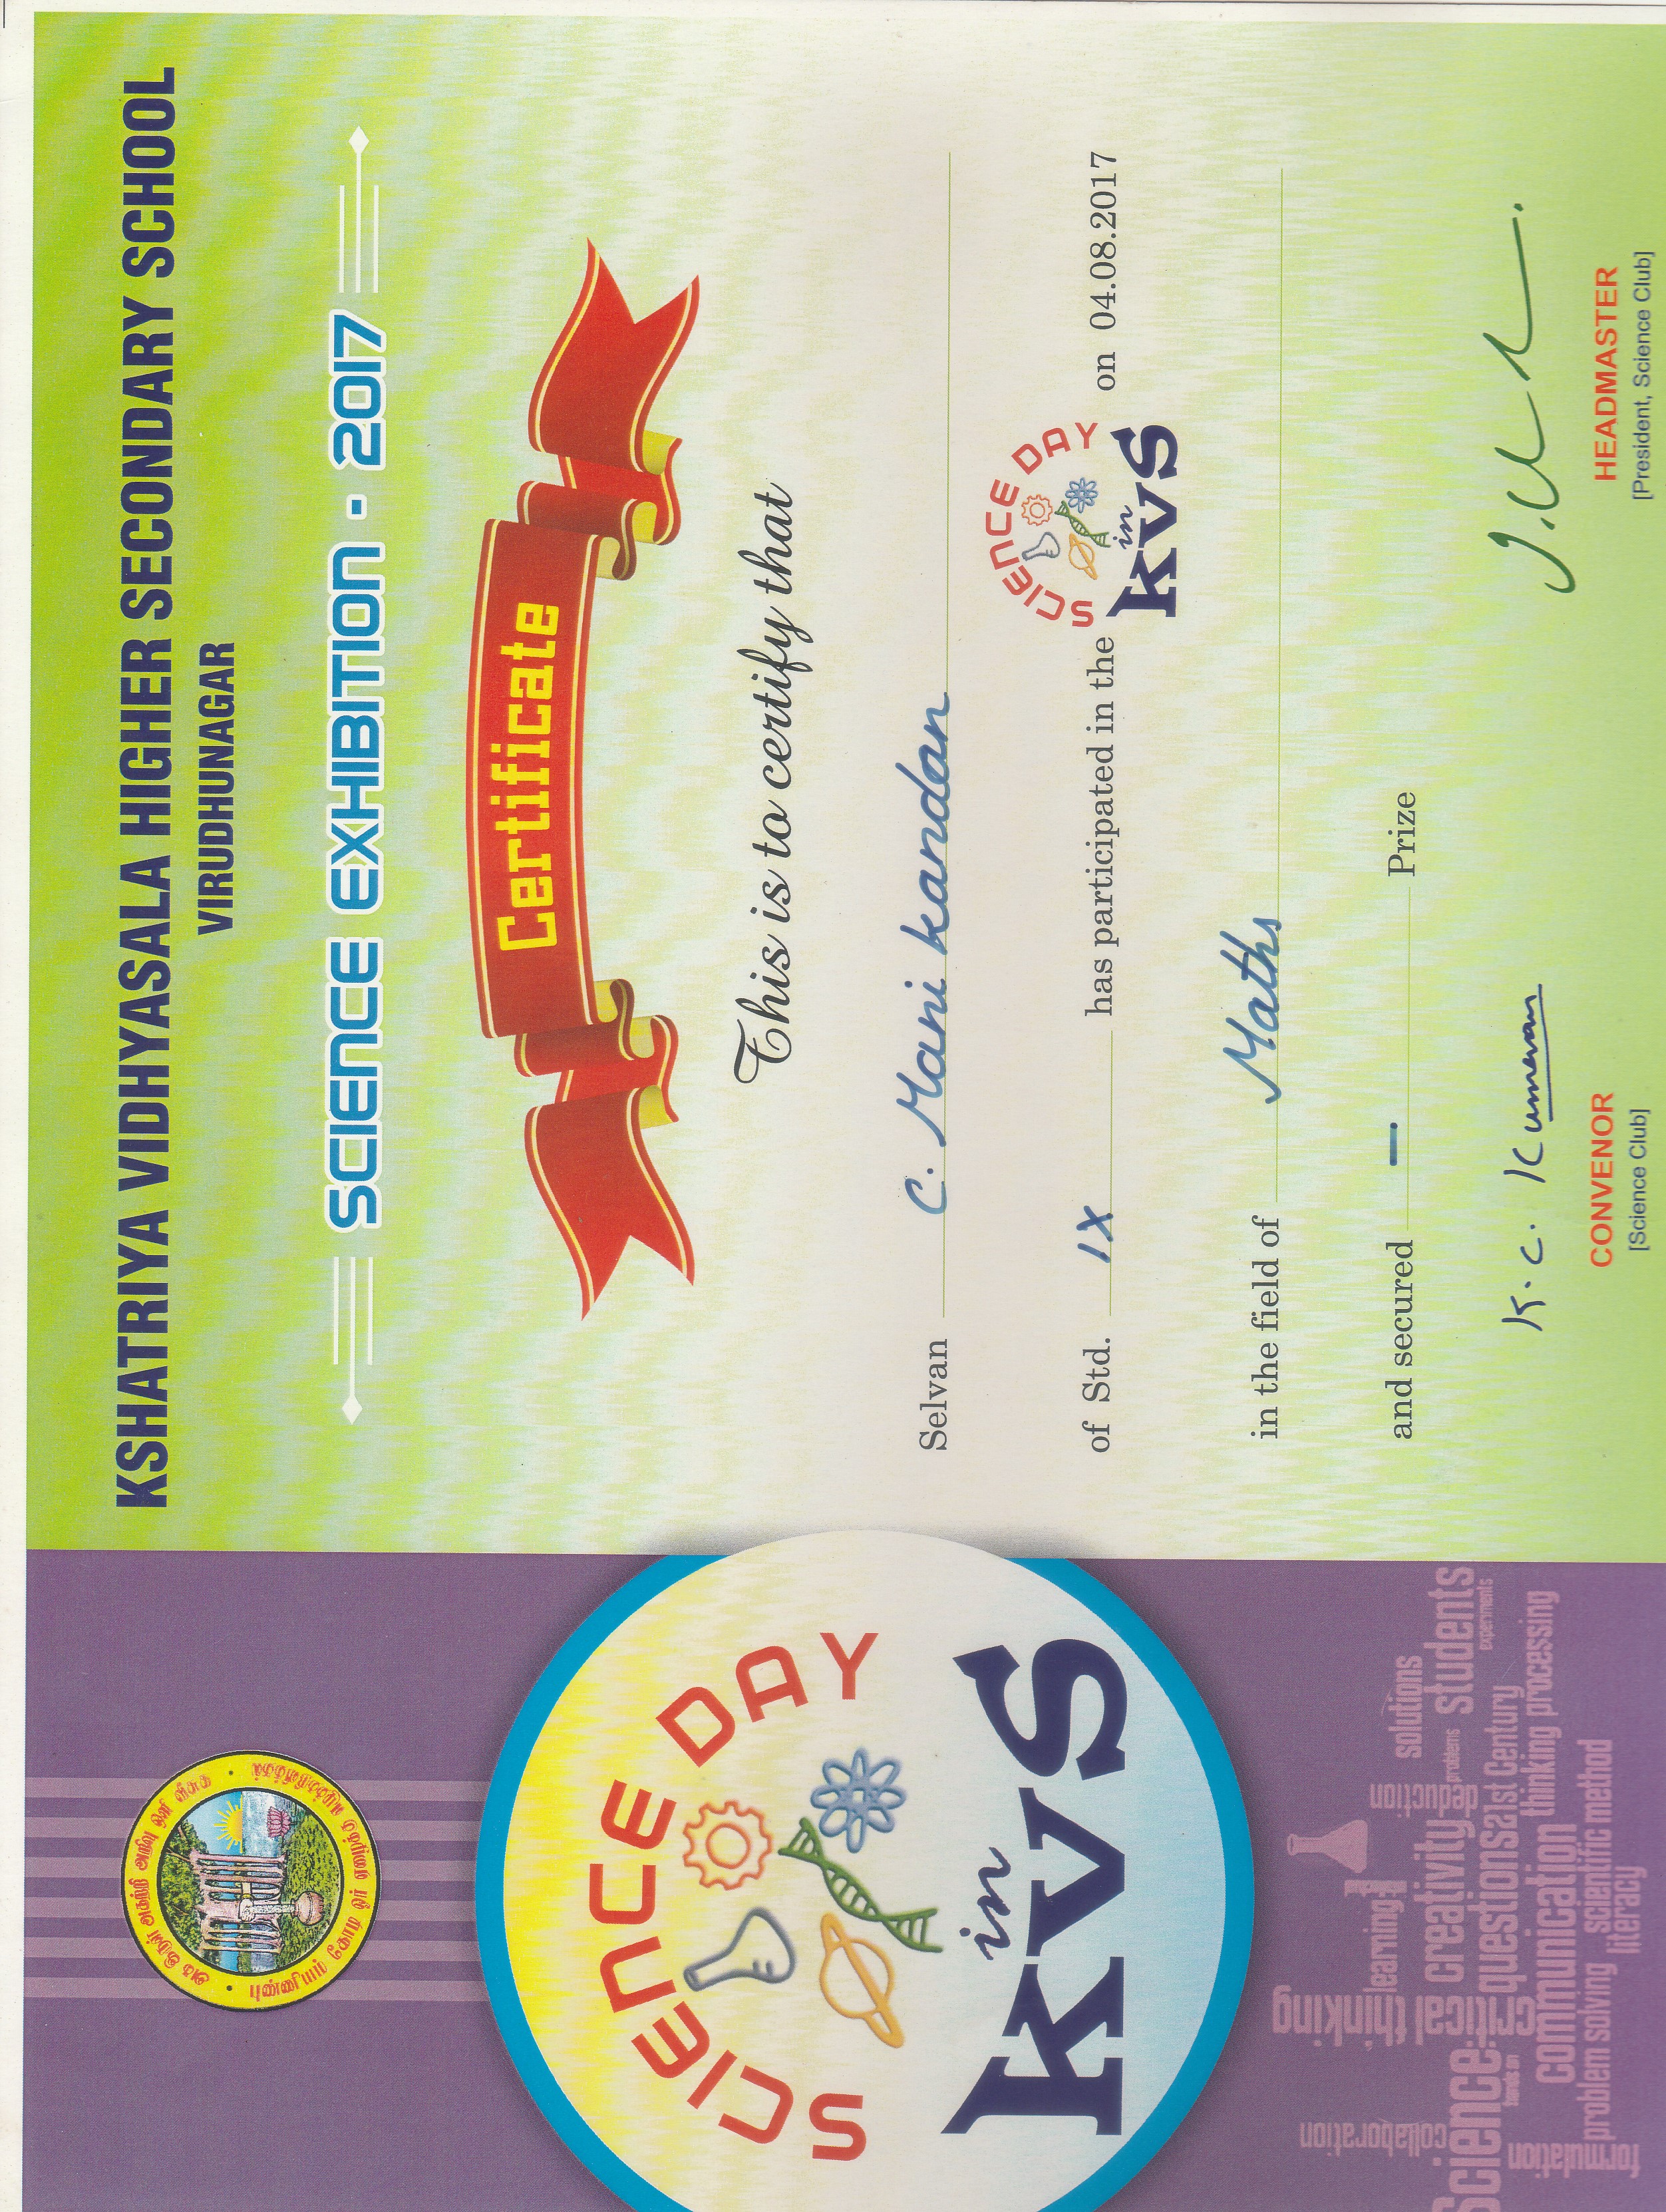 KSHATRIYA VIDHYASALA HIGHER SECONDARY SCHOOL
VIRUDHUNAGAR
SCIENCE EXHIBITION - 2017
Certificate
This is to certify that
Selvan C. Mani kandan
of Std. IX has participated in the SCIENCE DAY in kvs on 04.08.2017
in the field of Maths
and secured — Prize
K. C. Kumaran
CONVENOR
[Science Club]
HEADMASTER
[President, Science Club]
SCIENCE DAY
in
kvs
solutions
students
experiments
learning
deduction
problems
thinking
critical thinking
creativity
questions
21st Century
collaboration
Science
hands on
communication
thinking processing
formulation
problem solving
scientific method
literacy